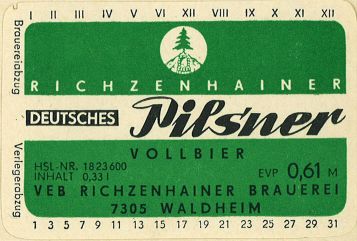 I II III IV V VI VII VIII IX X XI XII
Brauereiabzug
RICHZENHAINER
DEUTSCHES Pilsner
VOLLBIER
HSL-NR. 1823600
INHALT 0,33 l
EVP 0,61 M
VEB RICHZENHAINER BRAUEREI
7305 WALDHEIM
Verlegerabzug
1 3 5 7 9 11 13 15 17 19 21 23 25 27 29 31